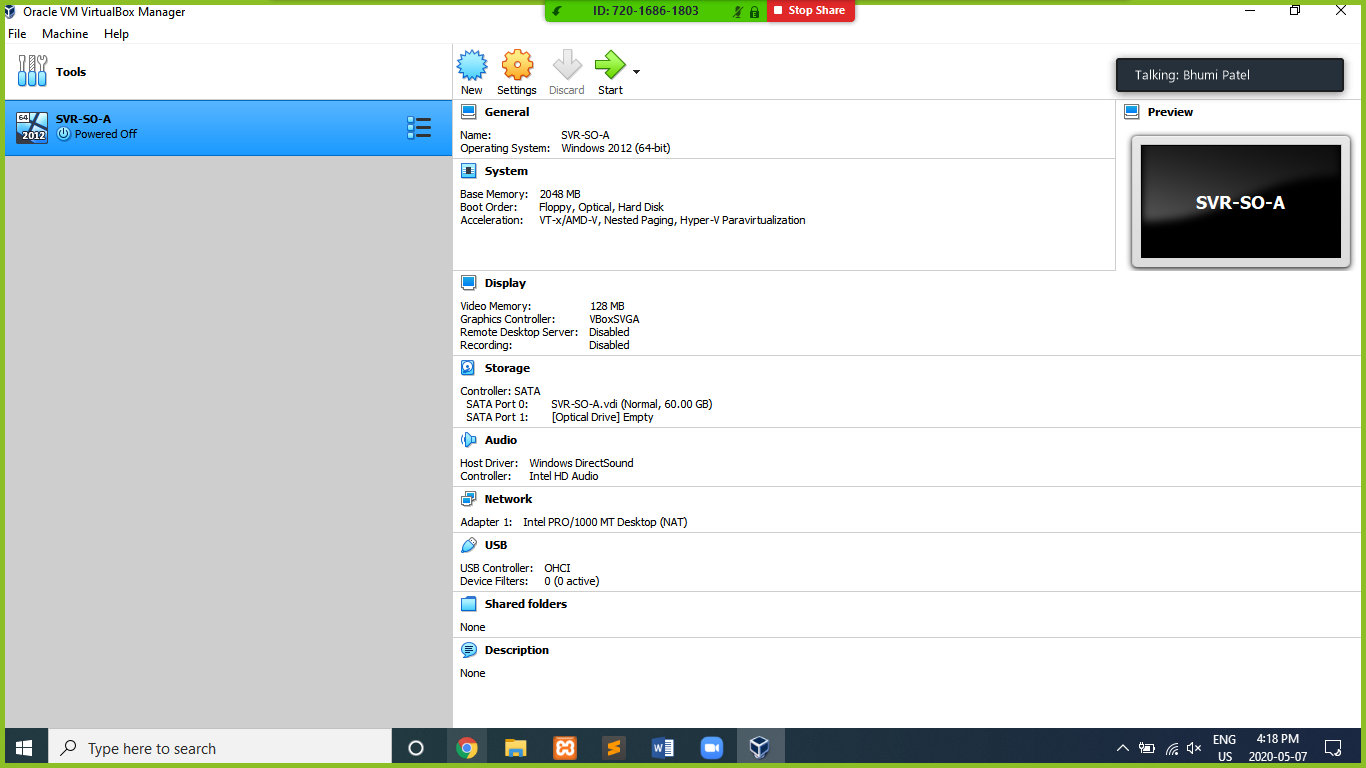 Oracle VM VirtualBox Manager
ID: 720-1686-1803
Stop Share
File Machine Help
Tools
New Settings Discard Start
Talking: Bhumi Patel
64
2012
SVR-SO-A
Powered Off
General
Name: SVR-SO-A
Operating System: Windows 2012 (64-bit)
Preview
SVR-SO-A
System
Base Memory: 2048 MB
Boot Order: Floppy, Optical, Hard Disk
Acceleration: VT-x/AMD-V, Nested Paging, Hyper-V Paravirtualization
Display
Video Memory: 128 MB
Graphics Controller: VBoxSVGA
Remote Desktop Server: Disabled
Recording: Disabled
Storage
Controller: SATA
SATA Port 0: SVR-SO-A.vdi (Normal, 60.00 GB)
SATA Port 1: [Optical Drive] Empty
Audio
Host Driver: Windows DirectSound
Controller: Intel HD Audio
Network
Adapter 1: Intel PRO/1000 MT Desktop (NAT)
USB
USB Controller: OHCI
Device Filters: 0 (0 active)
Shared folders
None
Description
None
Type here to search
ENG
US
4:18 PM
2020-05-07